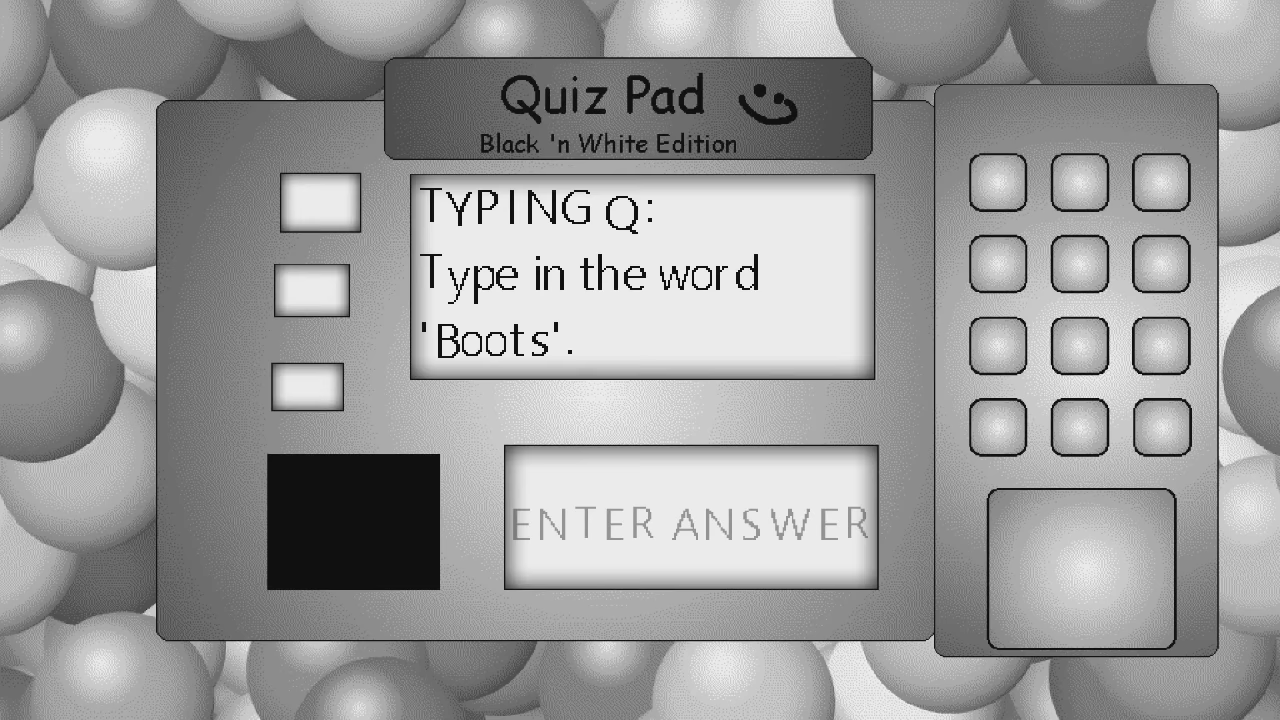 Quiz Pad
Black 'n White Edition
TYPING Q:
Type in the word
'Boots'.
ENTER ANSWER